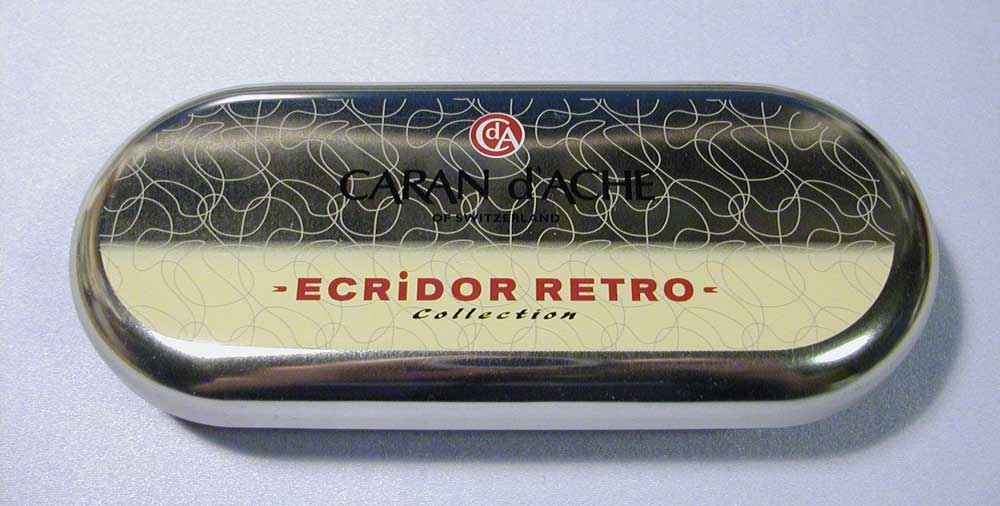 CdA
CARAN d'ACHE
OF SWITZERLAND
ECRiDOR RETRO
Collection